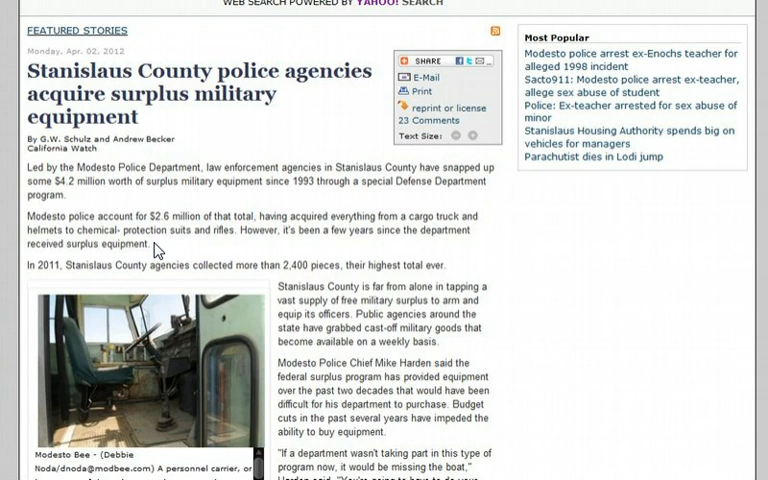 WEB SEARCH POWERED BY YAHOO! SEARCH
FEATURED STORIES
Monday, Apr. 02, 2012
Stanislaus County police agencies
acquire surplus military
equipment
By G.W. Schulz and Andrew Becker
California Watch
SHARE
E-Mail
Print
reprint or license
23 Comments
Text Size:
Led by the Modesto Police Department, law enforcement agencies in Stanislaus County have snapped up
some $4.2 million worth of surplus military equipment since 1993 through a special Defense Department
program.
Modesto police account for $2.6 million of that total, having acquired everything from a cargo truck and
helmets to chemical- protection suits and rifles. However, it's been a few years since the department
received surplus equipment.
In 2011, Stanislaus County agencies collected more than 2,400 pieces, their highest total ever.
Modesto Bee - (Debbie
Noda/dnoda@modbee.com) A personnel carrier, or
Stanislaus County is far from alone in tapping a
vast supply of free military surplus to arm and
equip its officers. Public agencies around the
state have grabbed cast-off military goods that
become available on a weekly basis.
Modesto Police Chief Mike Harden said the
federal surplus program has provided equipment
over the past two decades that would have been
difficult for his department to purchase. Budget
cuts in the past several years have impeded the
ability to buy equipment.
"If a department wasn't taking part in this type of
program now, it would be missing the boat,"
Harden said. "You're going to have to do your
Most Popular
Modesto police arrest ex-Enochs teacher for
alleged 1998 incident
Sacto911: Modesto police arrest ex-teacher,
allege sex abuse of student
Police: Ex-teacher arrested for sex abuse of
minor
Stanislaus Housing Authority spends big on
vehicles for managers
Parachutist dies in Lodi jump